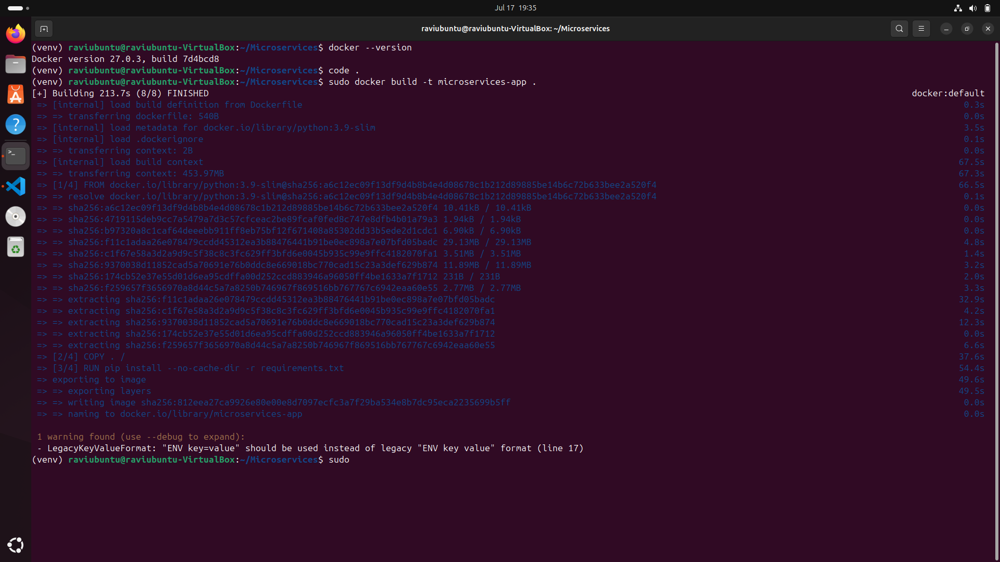 Jul 17 19:35
raviubuntu@raviubuntu-VirtualBox: ~/Microservices
(venv) raviubuntu@raviubuntu-VirtualBox:~/Microservices$ docker --version
Docker version 27.0.3, build 7d4bcd8
(venv) raviubuntu@raviubuntu-VirtualBox:~/Microservices$ code .
(venv) raviubuntu@raviubuntu-VirtualBox:~/Microservices$ sudo docker build -t microservices-app .
[+] Building 213.7s (8/8) FINISHED docker:default
=> [internal] load build definition from Dockerfile 0.3s
=> => transferring dockerfile: 540B 0.0s
=> [internal] load metadata for docker.io/library/python:3.9-slim 3.5s
=> [internal] load .dockerignore 0.1s
=> => transferring context: 2B 0.0s
=> [internal] load build context 67.5s
=> => transferring context: 453.97MB 67.3s
=> [1/4] FROM docker.io/library/python:3.9-slim@sha256:a6c12ec09f13df9d4b8b4e4d08678c1b212d89885be14b6c72b633bee2a520f4 66.5s
=> => resolve docker.io/library/python:3.9-slim@sha256:a6c12ec09f13df9d4b8b4e4d08678c1b212d89885be14b6c72b633bee2a520f4 0.1s
=> => sha256:a6c12ec09f13df9d4b8b4e4d08678c1b212d89885be14b6c72b633bee2a520f4 10.41kB / 10.41kB 0.0s
=> => sha256:4719115deb9cc7a5479a7d3c57cfceac2be89fcaf0fed8c747e8dfb4b01a79a3 1.94kB / 1.94kB 0.0s
=> => sha256:b97320a8c1caf64deeebb911ff8eb75bf12f671408a85302dd33b5ede2d1cdc1 6.90kB / 6.90kB 0.0s
=> => sha256:f11c1adaa26e078479ccdd45312ea3b88476441b91be0ec898a7e07bfd05badc 29.13MB / 29.13MB 4.8s
=> => sha256:c1f67e58a3d2a9d9c5f38c8c3fc629ff3bfd6e0045b935c99e9ffc4182070fa1 3.51MB / 3.51MB 1.4s
=> => sha256:9370038d11852cad5a70691e76b0ddc8e669018bc770cad15c23a3def629b874 11.89MB / 11.89MB 3.2s
=> => sha256:174cb52e37e55d01d6ea95cdffa00d252ccd883946a96050ff4be1633a7f1712 231B / 231B 2.0s
=> => sha256:f259657f3656970a8d44c5a7a8250b746967f869516bb767767c6942eaa60e55 2.77MB / 2.77MB 3.3s
=> => extracting sha256:f11c1adaa26e078479ccdd45312ea3b88476441b91be0ec898a7e07bfd05badc 32.9s
=> => extracting sha256:c1f67e58a3d2a9d9c5f38c8c3fc629ff3bfd6e0045b935c99e9ffc4182070fa1 4.2s
=> => extracting sha256:9370038d11852cad5a70691e76b0ddc8e669018bc770cad15c23a3def629b874 12.3s
=> => extracting sha256:174cb52e37e55d01d6ea95cdffa00d252ccd883946a96050ff4be1633a7f1712 0.0s
=> => extracting sha256:f259657f3656970a8d44c5a7a8250b746967f869516bb767767c6942eaa60e55 6.6s
=> [2/4] COPY . / 37.6s
=> [3/4] RUN pip install --no-cache-dir -r requirements.txt 54.4s
=> exporting to image 49.6s
=> => exporting layers 49.5s
=> => writing image sha256:812eea27ca9926e80e00e8d7097ecfc3a7f29ba534e8b7dc95eca2235699b5ff 0.0s
=> => naming to docker.io/library/microservices-app 0.0s
1 warning found (use --debug to expand):
- LegacyKeyValueFormat: "ENV key=value" should be used instead of legacy "ENV key value" format (line 17)
(venv) raviubuntu@raviubuntu-VirtualBox:~/Microservices$ sudo